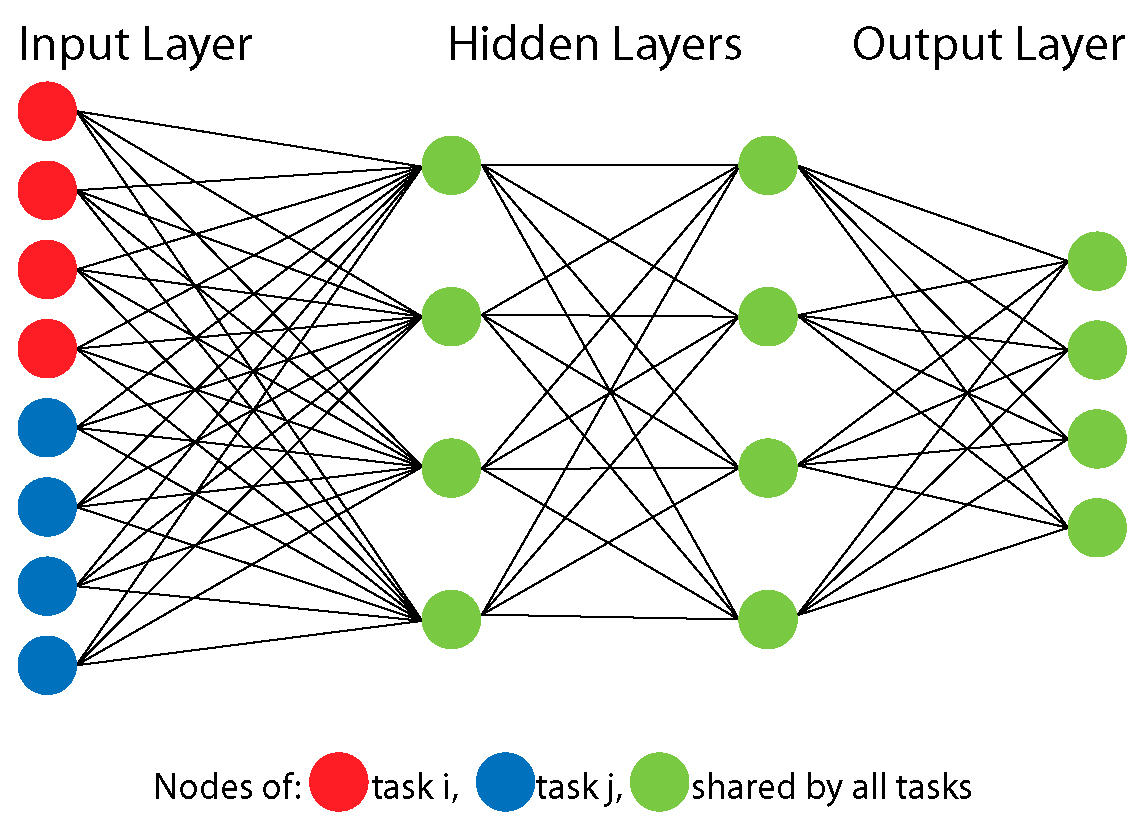 Input Layer
Hidden Layers
Output Layer
Nodes of: task i, task j, shared by all tasks